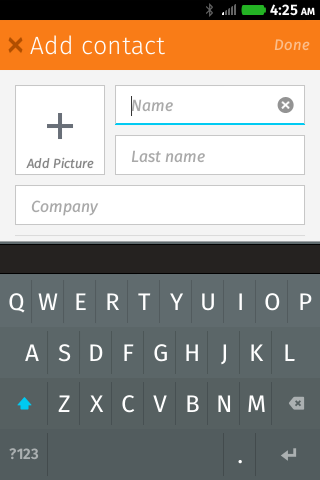 4:25 AM
Add contact Done
Name
Add Picture
Last name
Company
Q W E R T Y U I O P
A S D F G H J K L
Z X C V B N M
?123 .